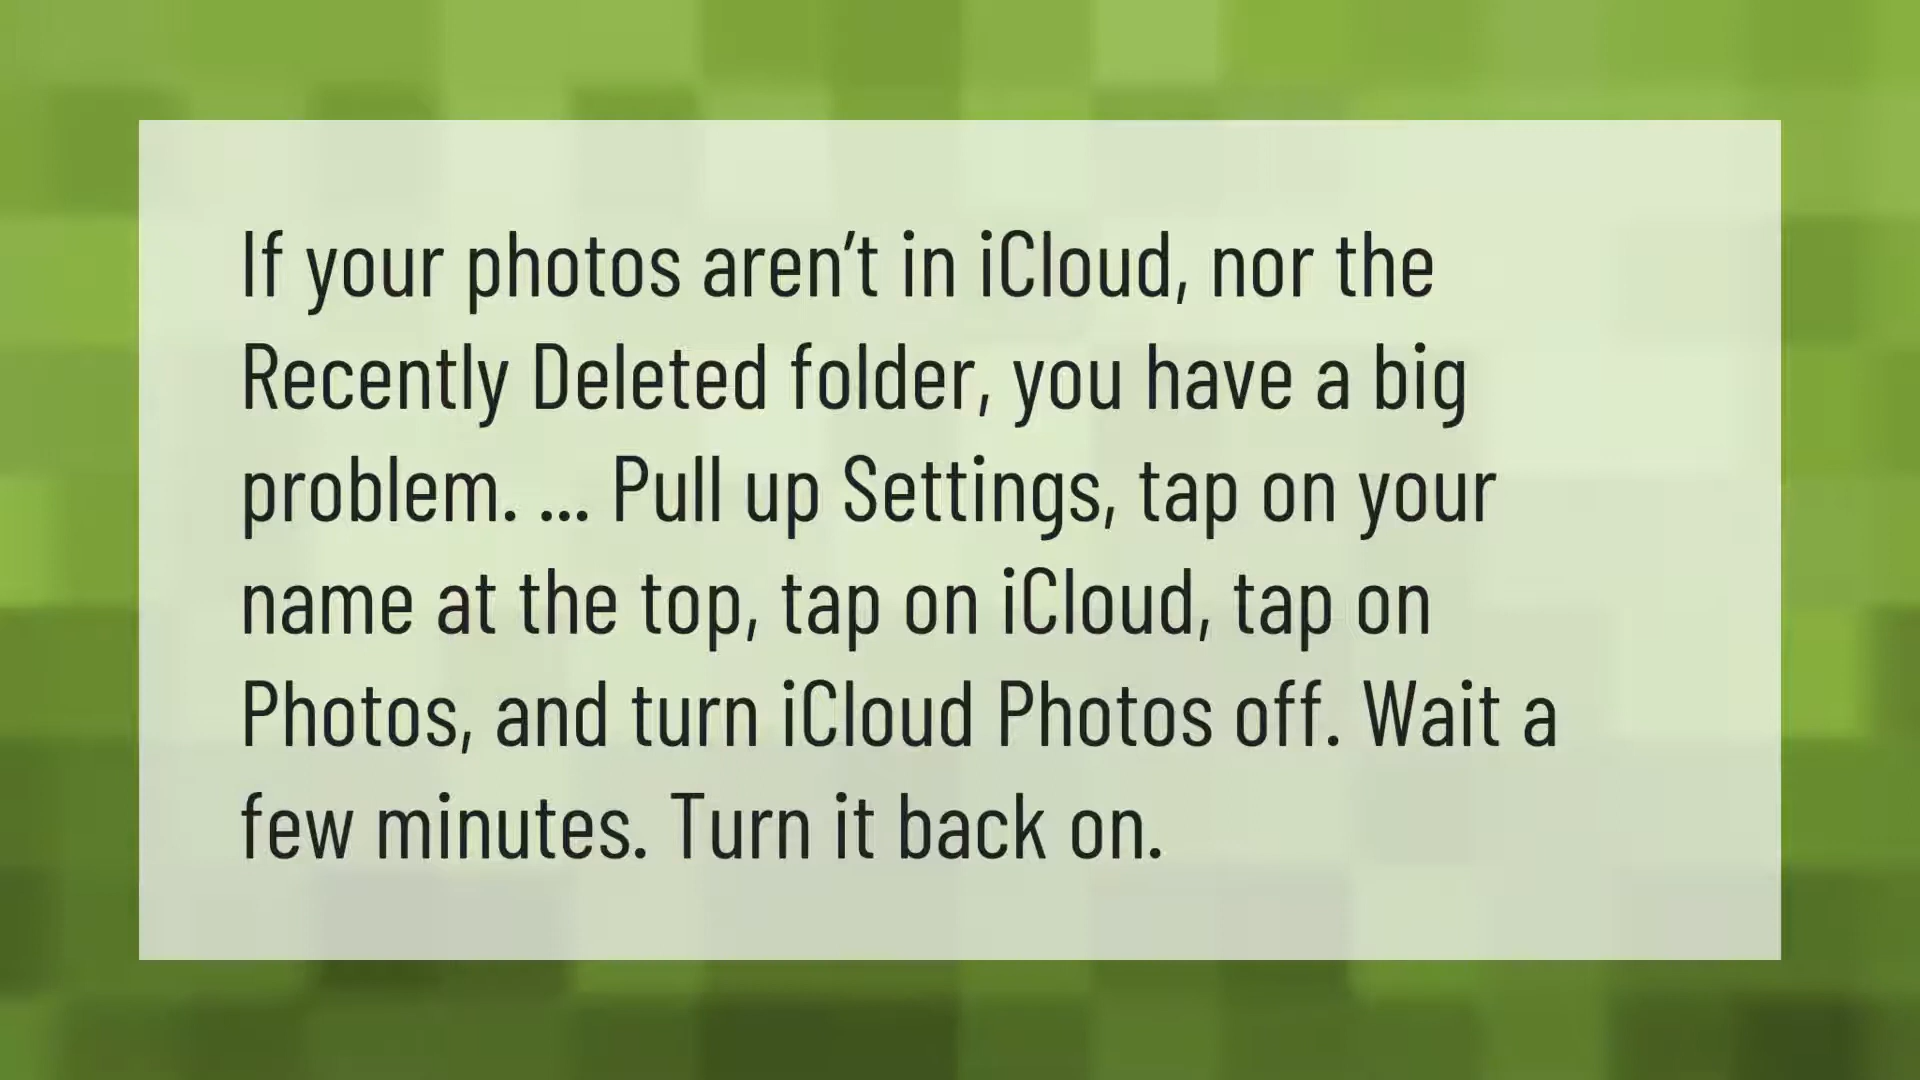 If your photos aren’t in iCloud, nor the
Recently Deleted folder, you have a big
problem. ... Pull up Settings, tap on your
name at the top, tap on iCloud, tap on
Photos, and turn iCloud Photos off. Wait a
few minutes. Turn it back on.